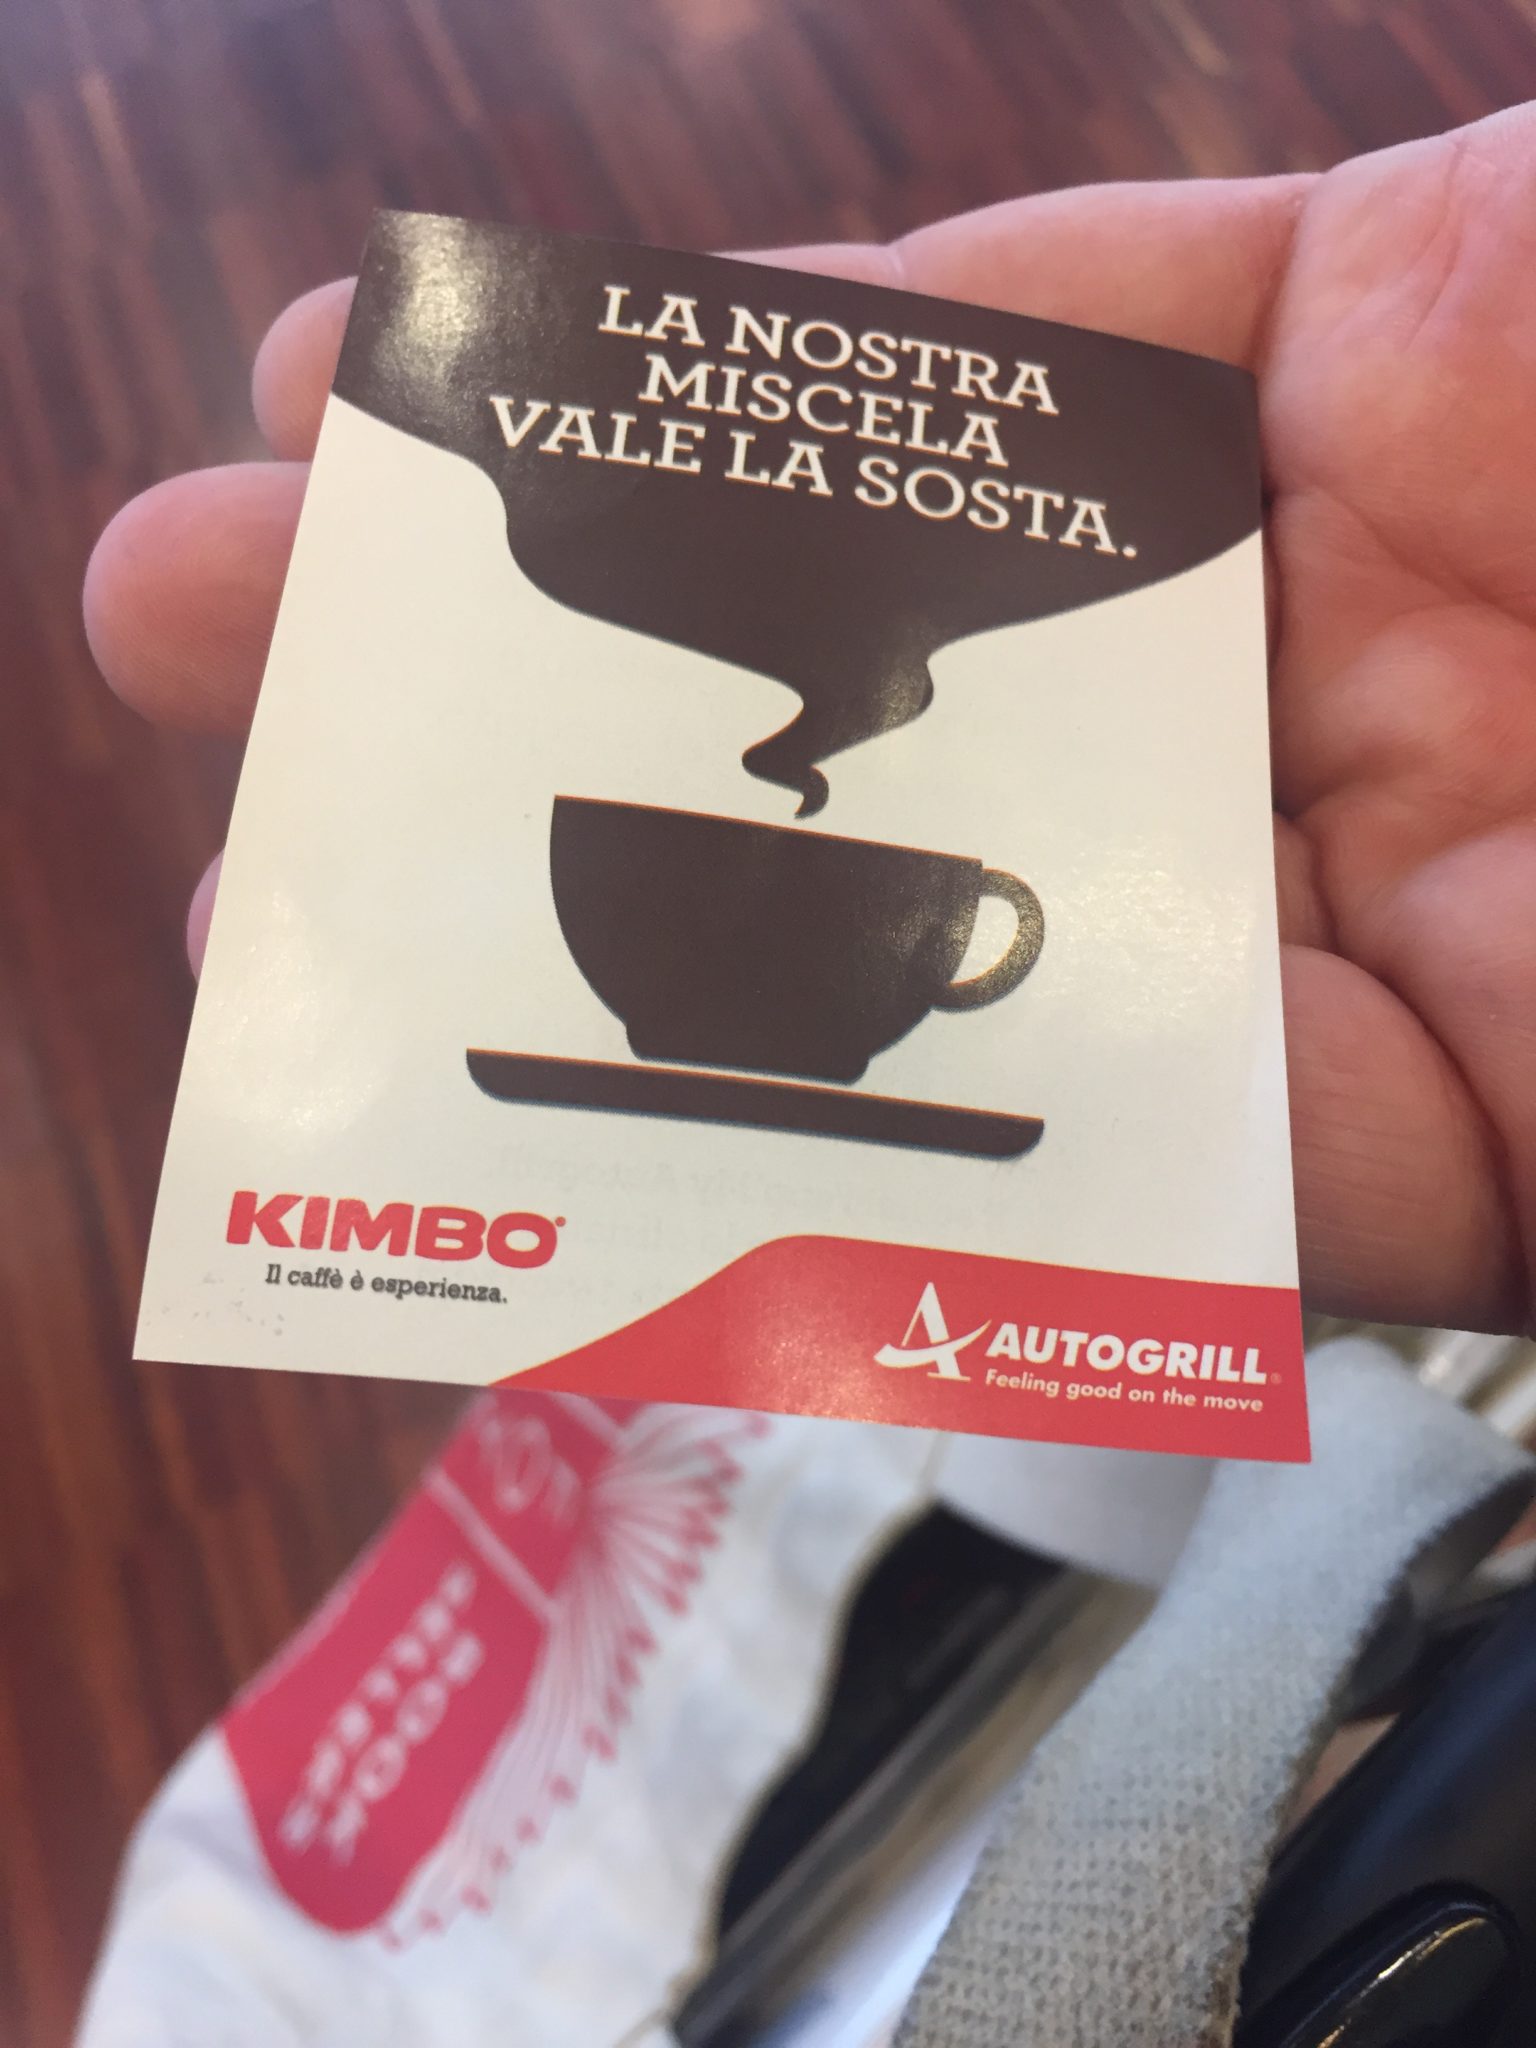 LA NOSTRA
MISCELA
VALE LA SOSTA.
KIMBO®
Il caffè è esperienza.
AUTOGRILL®
Feeling good on the move